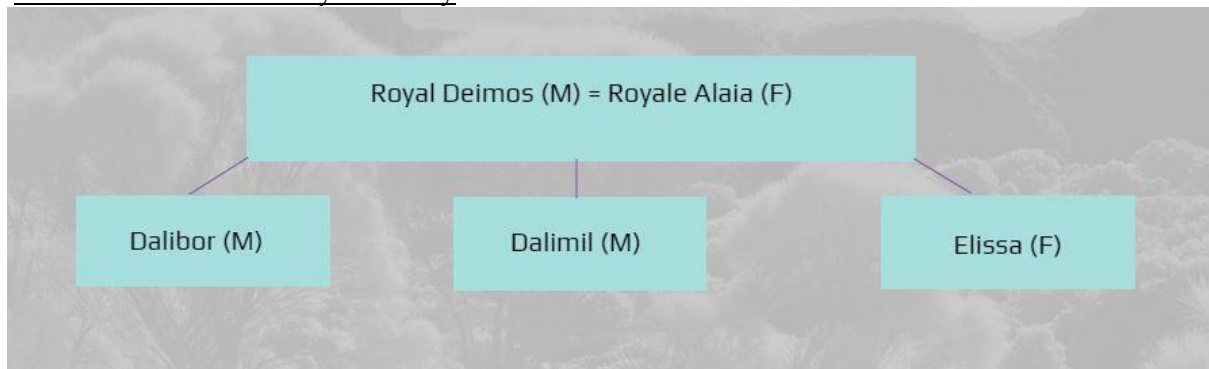 Royal Deimos (M) = Royale Alaia (F)
Dalibor (M)
Dalimil (M)
Elissa (F)